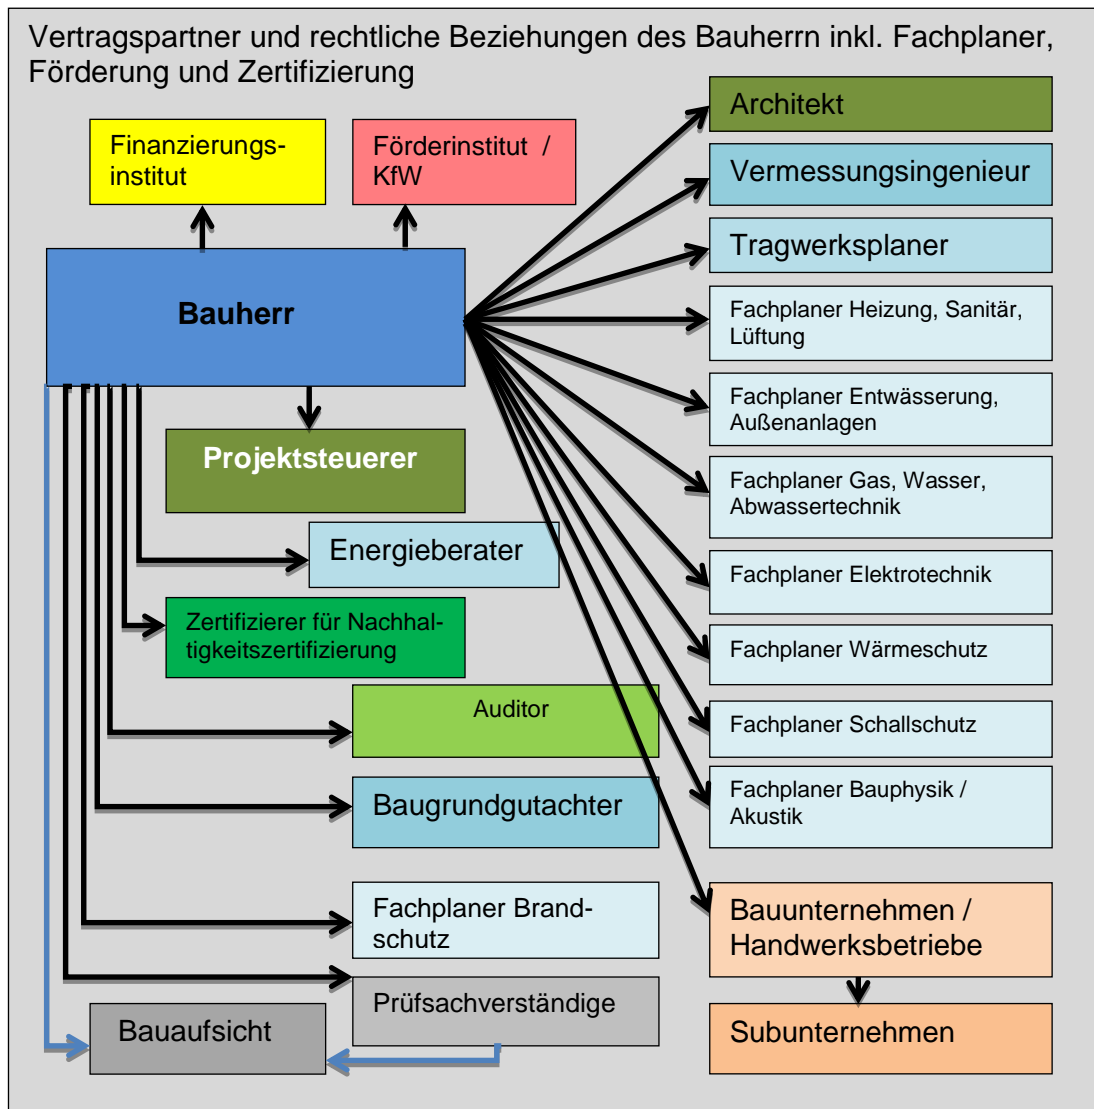 Vertragspartner und rechtliche Beziehungen des Bauherrn inkl. Fachplaner,
Förderung und Zertifizierung
Finanzierungs-
institut
Förderinstitut /
KfW
Bauherr
Projektsteuerer
Energieberater
Zertifizierer für Nachhal-
tigkeitszertifizierung
Auditor
Baugrundgutachter
Fachplaner Brand-
schutz
Prüfsachverständige
Bauaufsicht
Architekt
Vermessungsingenieur
Tragwerksplaner
Fachplaner Heizung, Sanitär,
Lüftung
Fachplaner Entwässerung,
Außenanlagen
Fachplaner Gas, Wasser,
Abwassertechnik
Fachplaner Elektrotechnik
Fachplaner Wärmeschutz
Fachplaner Schallschutz
Fachplaner Bauphysik /
Akustik
Bauunternehmen /
Handwerksbetriebe
Subunternehmen